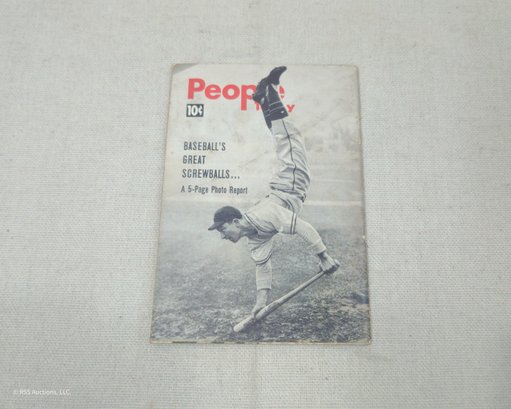 People
10¢
BASEBALL'S
GREAT
SCREWBALLS...
A 5-Page Photo Report
© RSS Auctions, LLC.